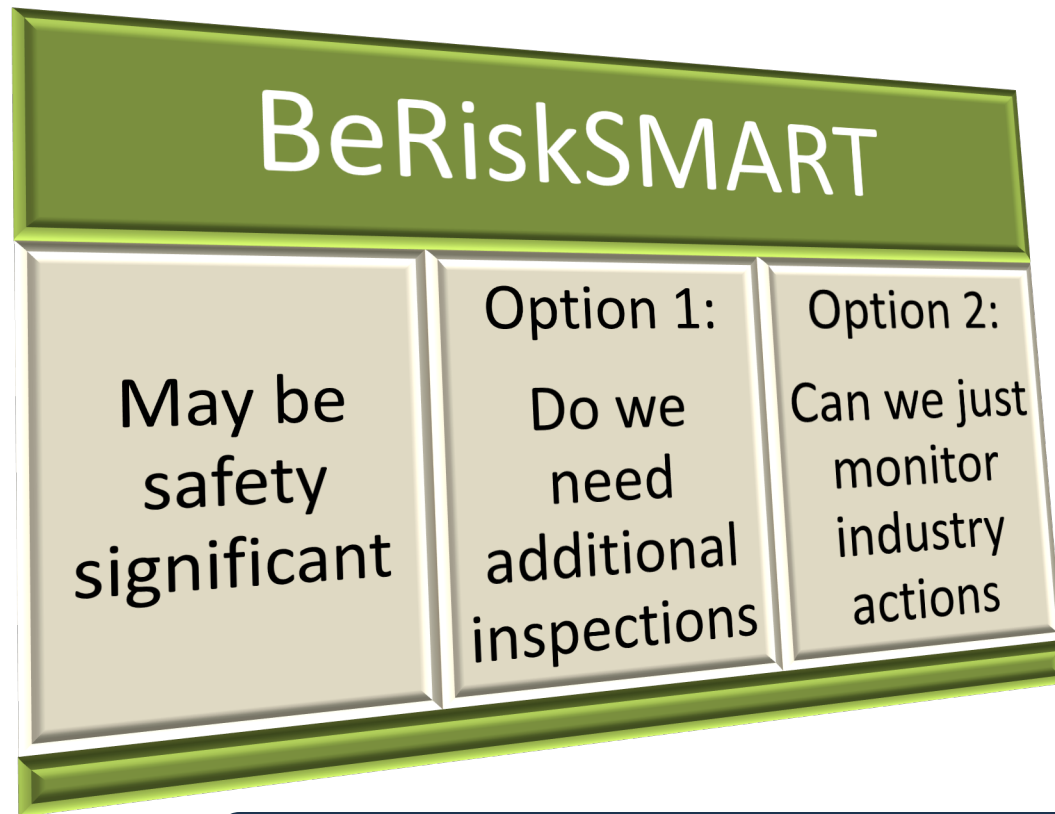 BeRiskSMART
May be
safety
significant
Option 1:
Do we
need
additional
inspections
Option 2:
Can we just
monitor
industry
actions